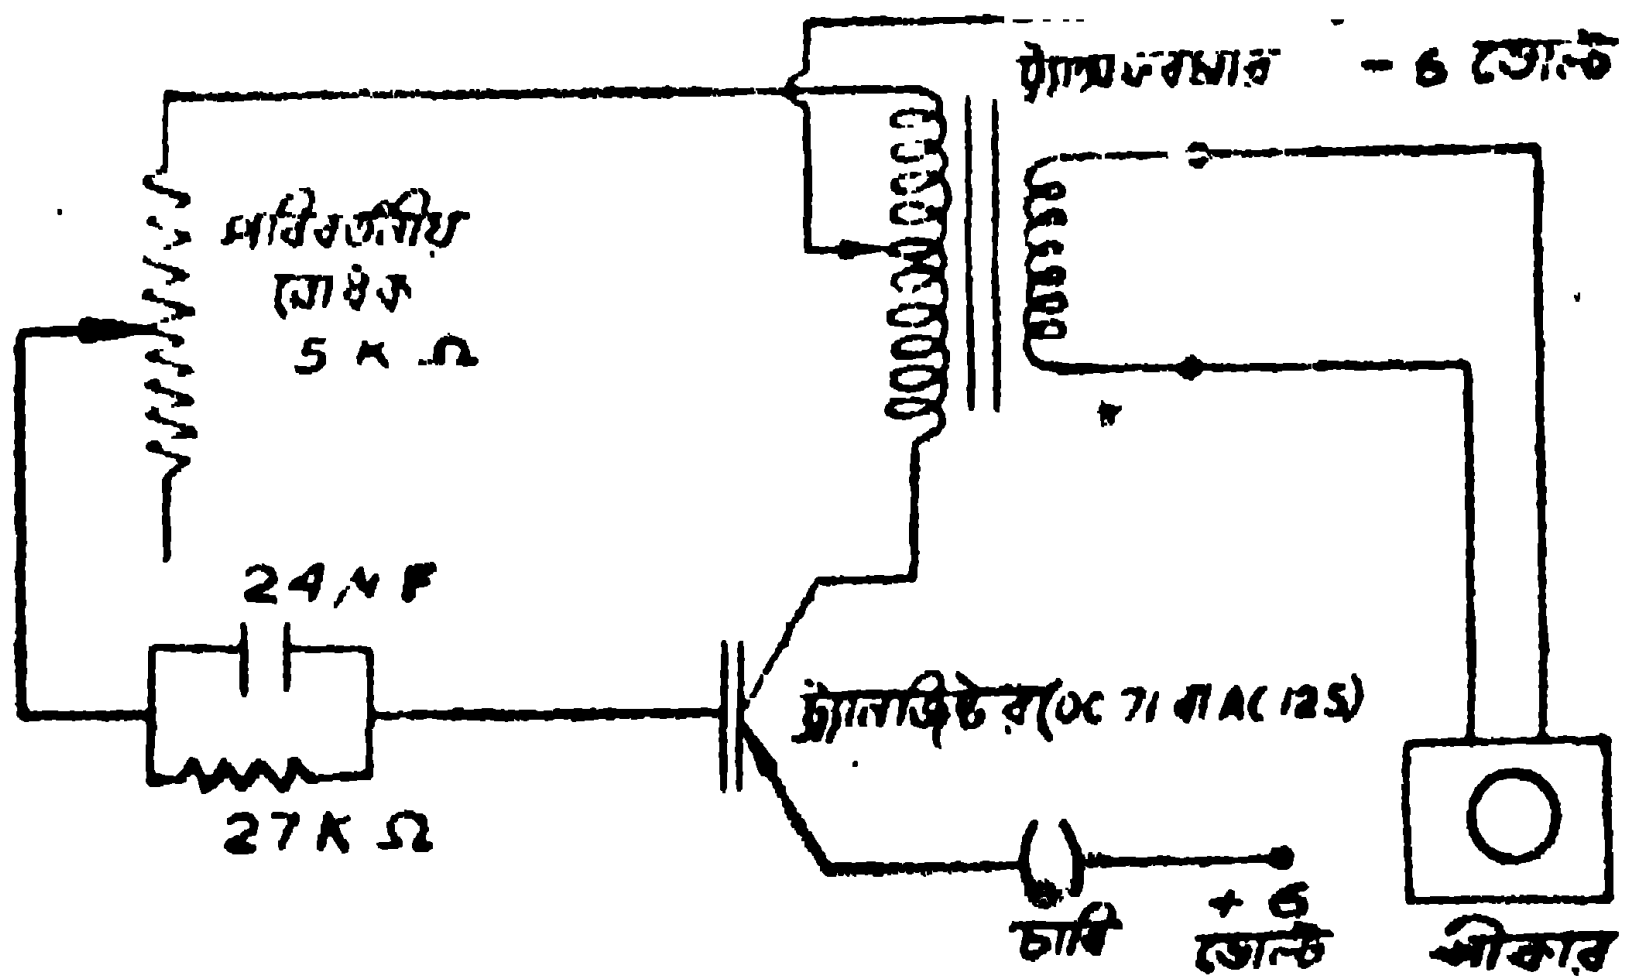 ট্রান্সফরমার - 6 ভোল্ট
পরিবর্তনীয়
রোধক
5 K Ω
24 μF
27 K Ω
ট্রানজিস্টর (OC 71 বা AC 125)
চাবি
+ 6
ভোল্ট
স্পীকার